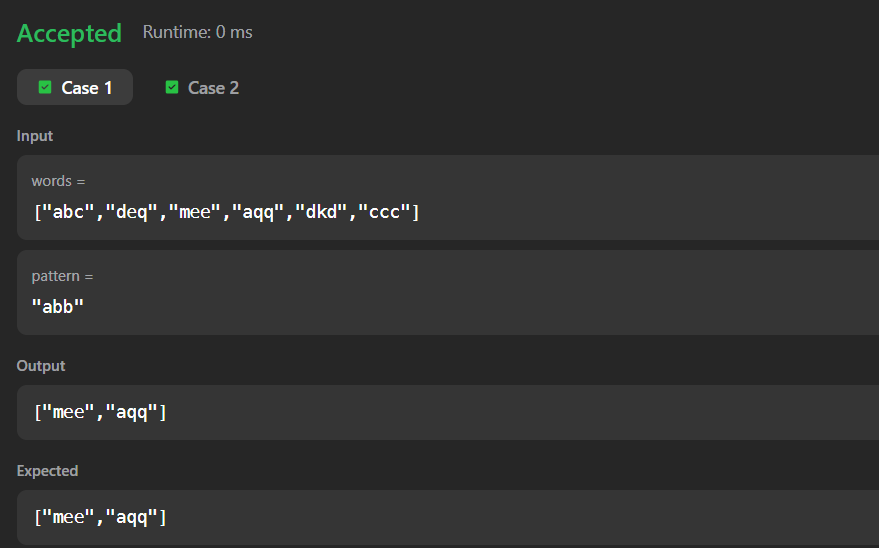 Accepted Runtime: 0 ms
Case 1 Case 2
Input
words =
["abc","deq","mee","aqq","dkd","ccc"]
pattern =
"abb"
Output
["mee","aqq"]
Expected
["mee","aqq"]